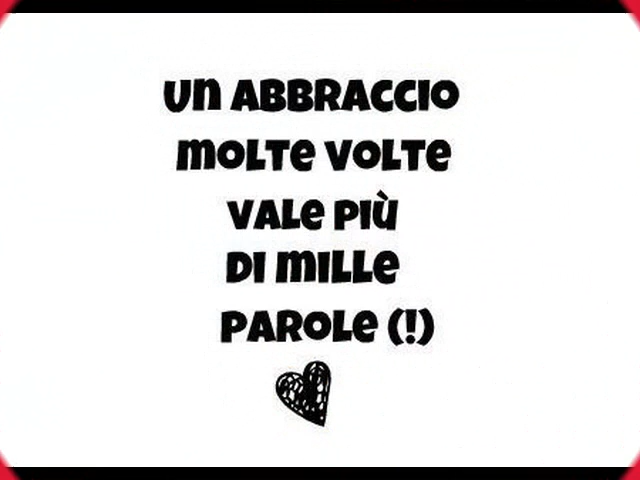 Un ABBRACCIO
MOLTE VOLTE
VALE PIÙ
DI MILLE
PAROLE (!)